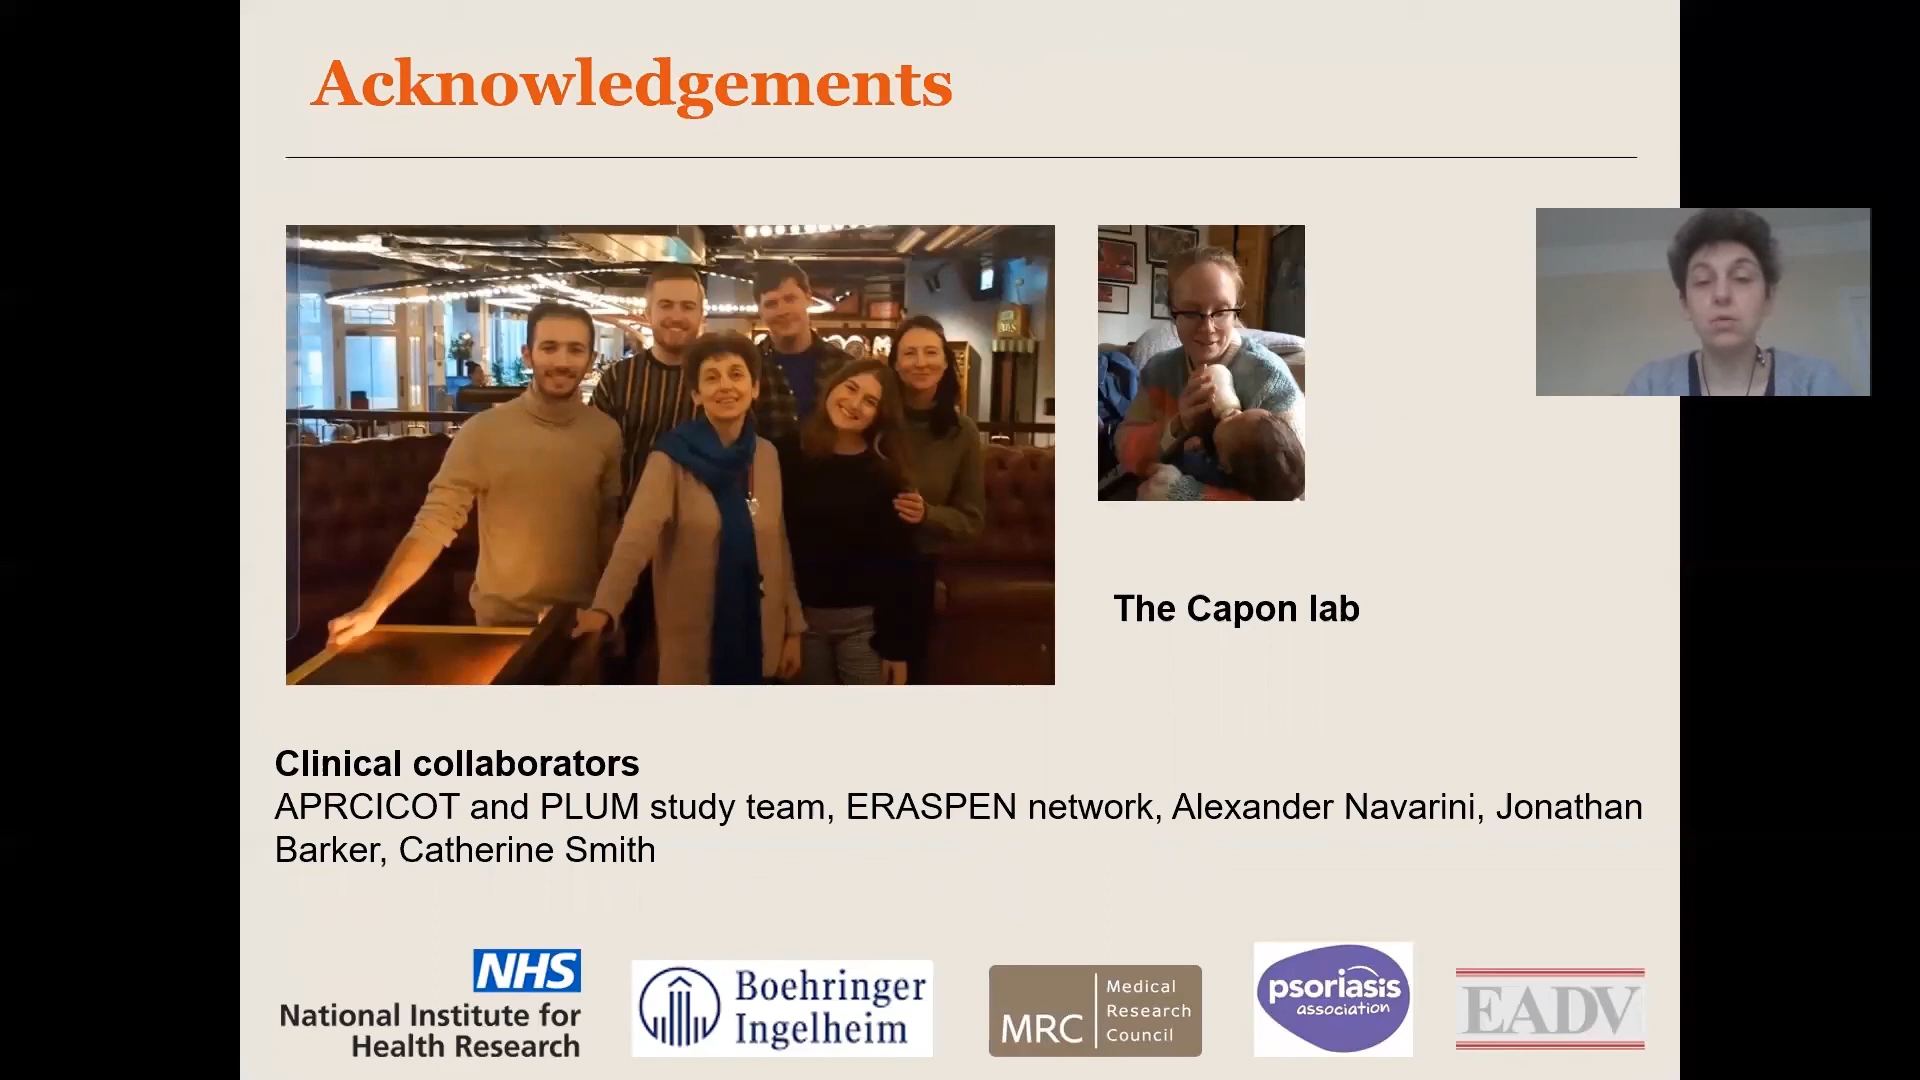 Acknowledgements
The Capon lab
Clinical collaborators
APRCICOT and PLUM study team, ERASPEN network, Alexander Navarini, Jonathan
Barker, Catherine Smith
NHS
National Institute for
Health Research
Boehringer
Ingelheim
MRC
Medical
Research
Council
psoriasis
association
EADV